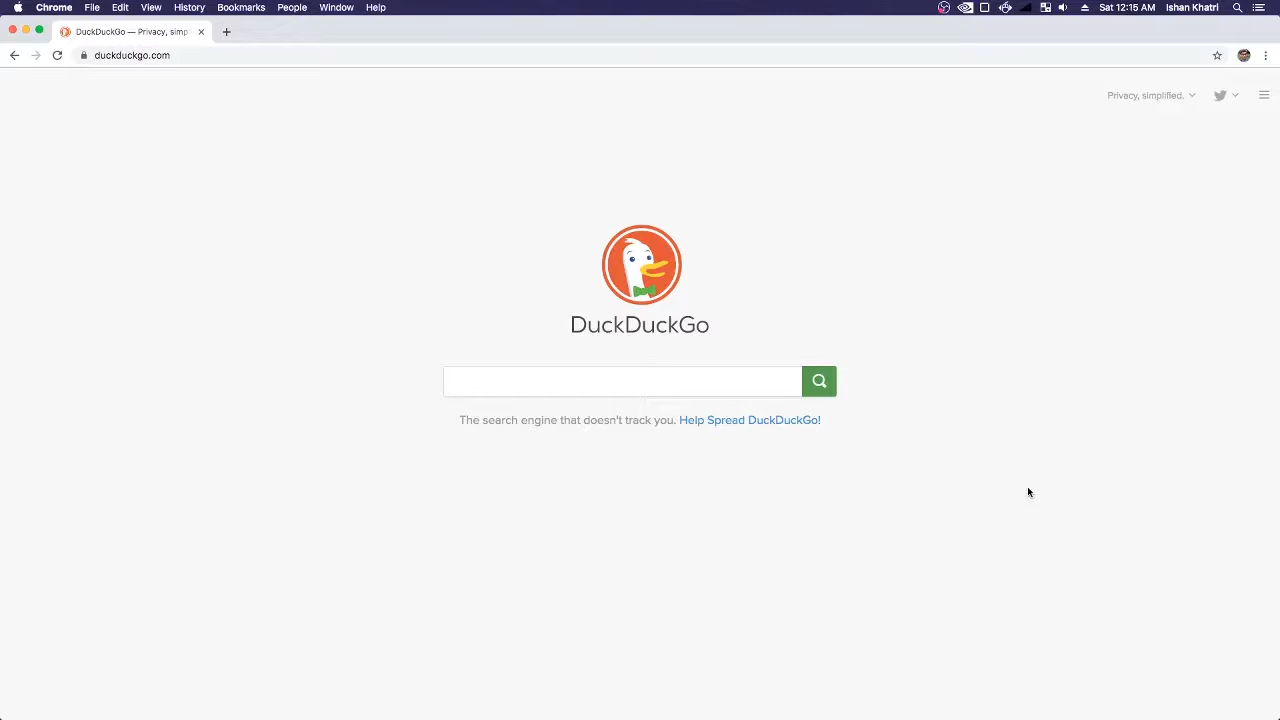 Chrome File Edit View History Bookmarks People Window Help Sat 12:15 AM Ishan Khatri
DuckDuckGo — Privacy, simp
duckduckgo.com
Privacy, simplified.
DuckDuckGo
The search engine that doesn't track you. Help Spread DuckDuckGo!